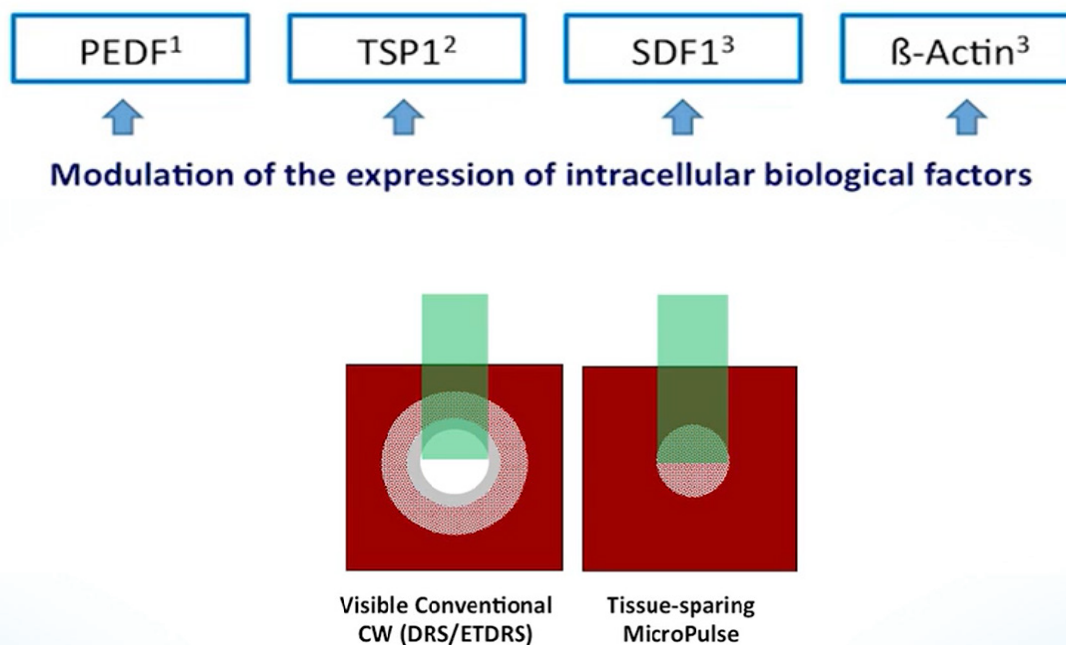 PEDF¹ TSP1² SDF1³ ß-Actin³
Modulation of the expression of intracellular biological factors
Visible Conventional Tissue-sparing
CW (DRS/ETDRS) MicroPulse